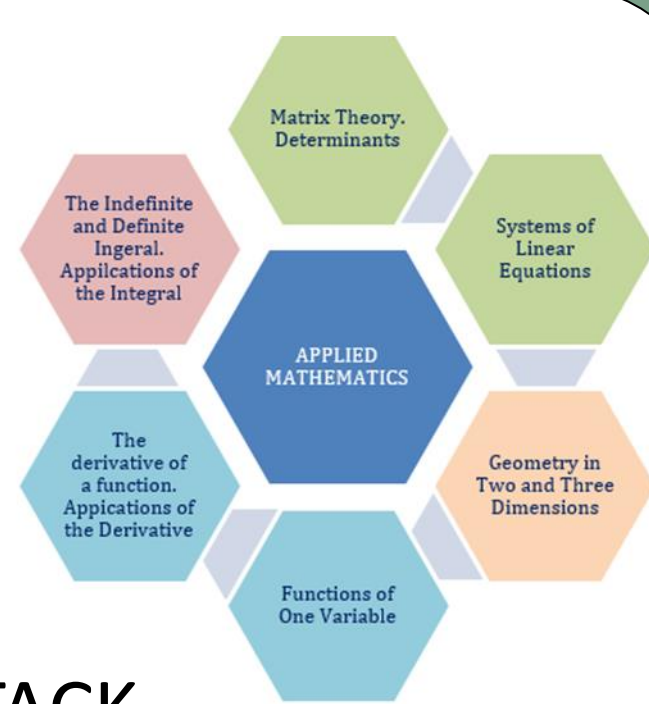 Matrix Theory.
Determinants
Systems of
Linear
Equations
Geometry in
Two and Three
Dimensions
Functions of
One Variable
The
derivative of
a function.
Appications of
the Derivative
The Indefinite
and Definite
Ingeral.
Appilcations of
the Integral
APPLIED
MATHEMATICS